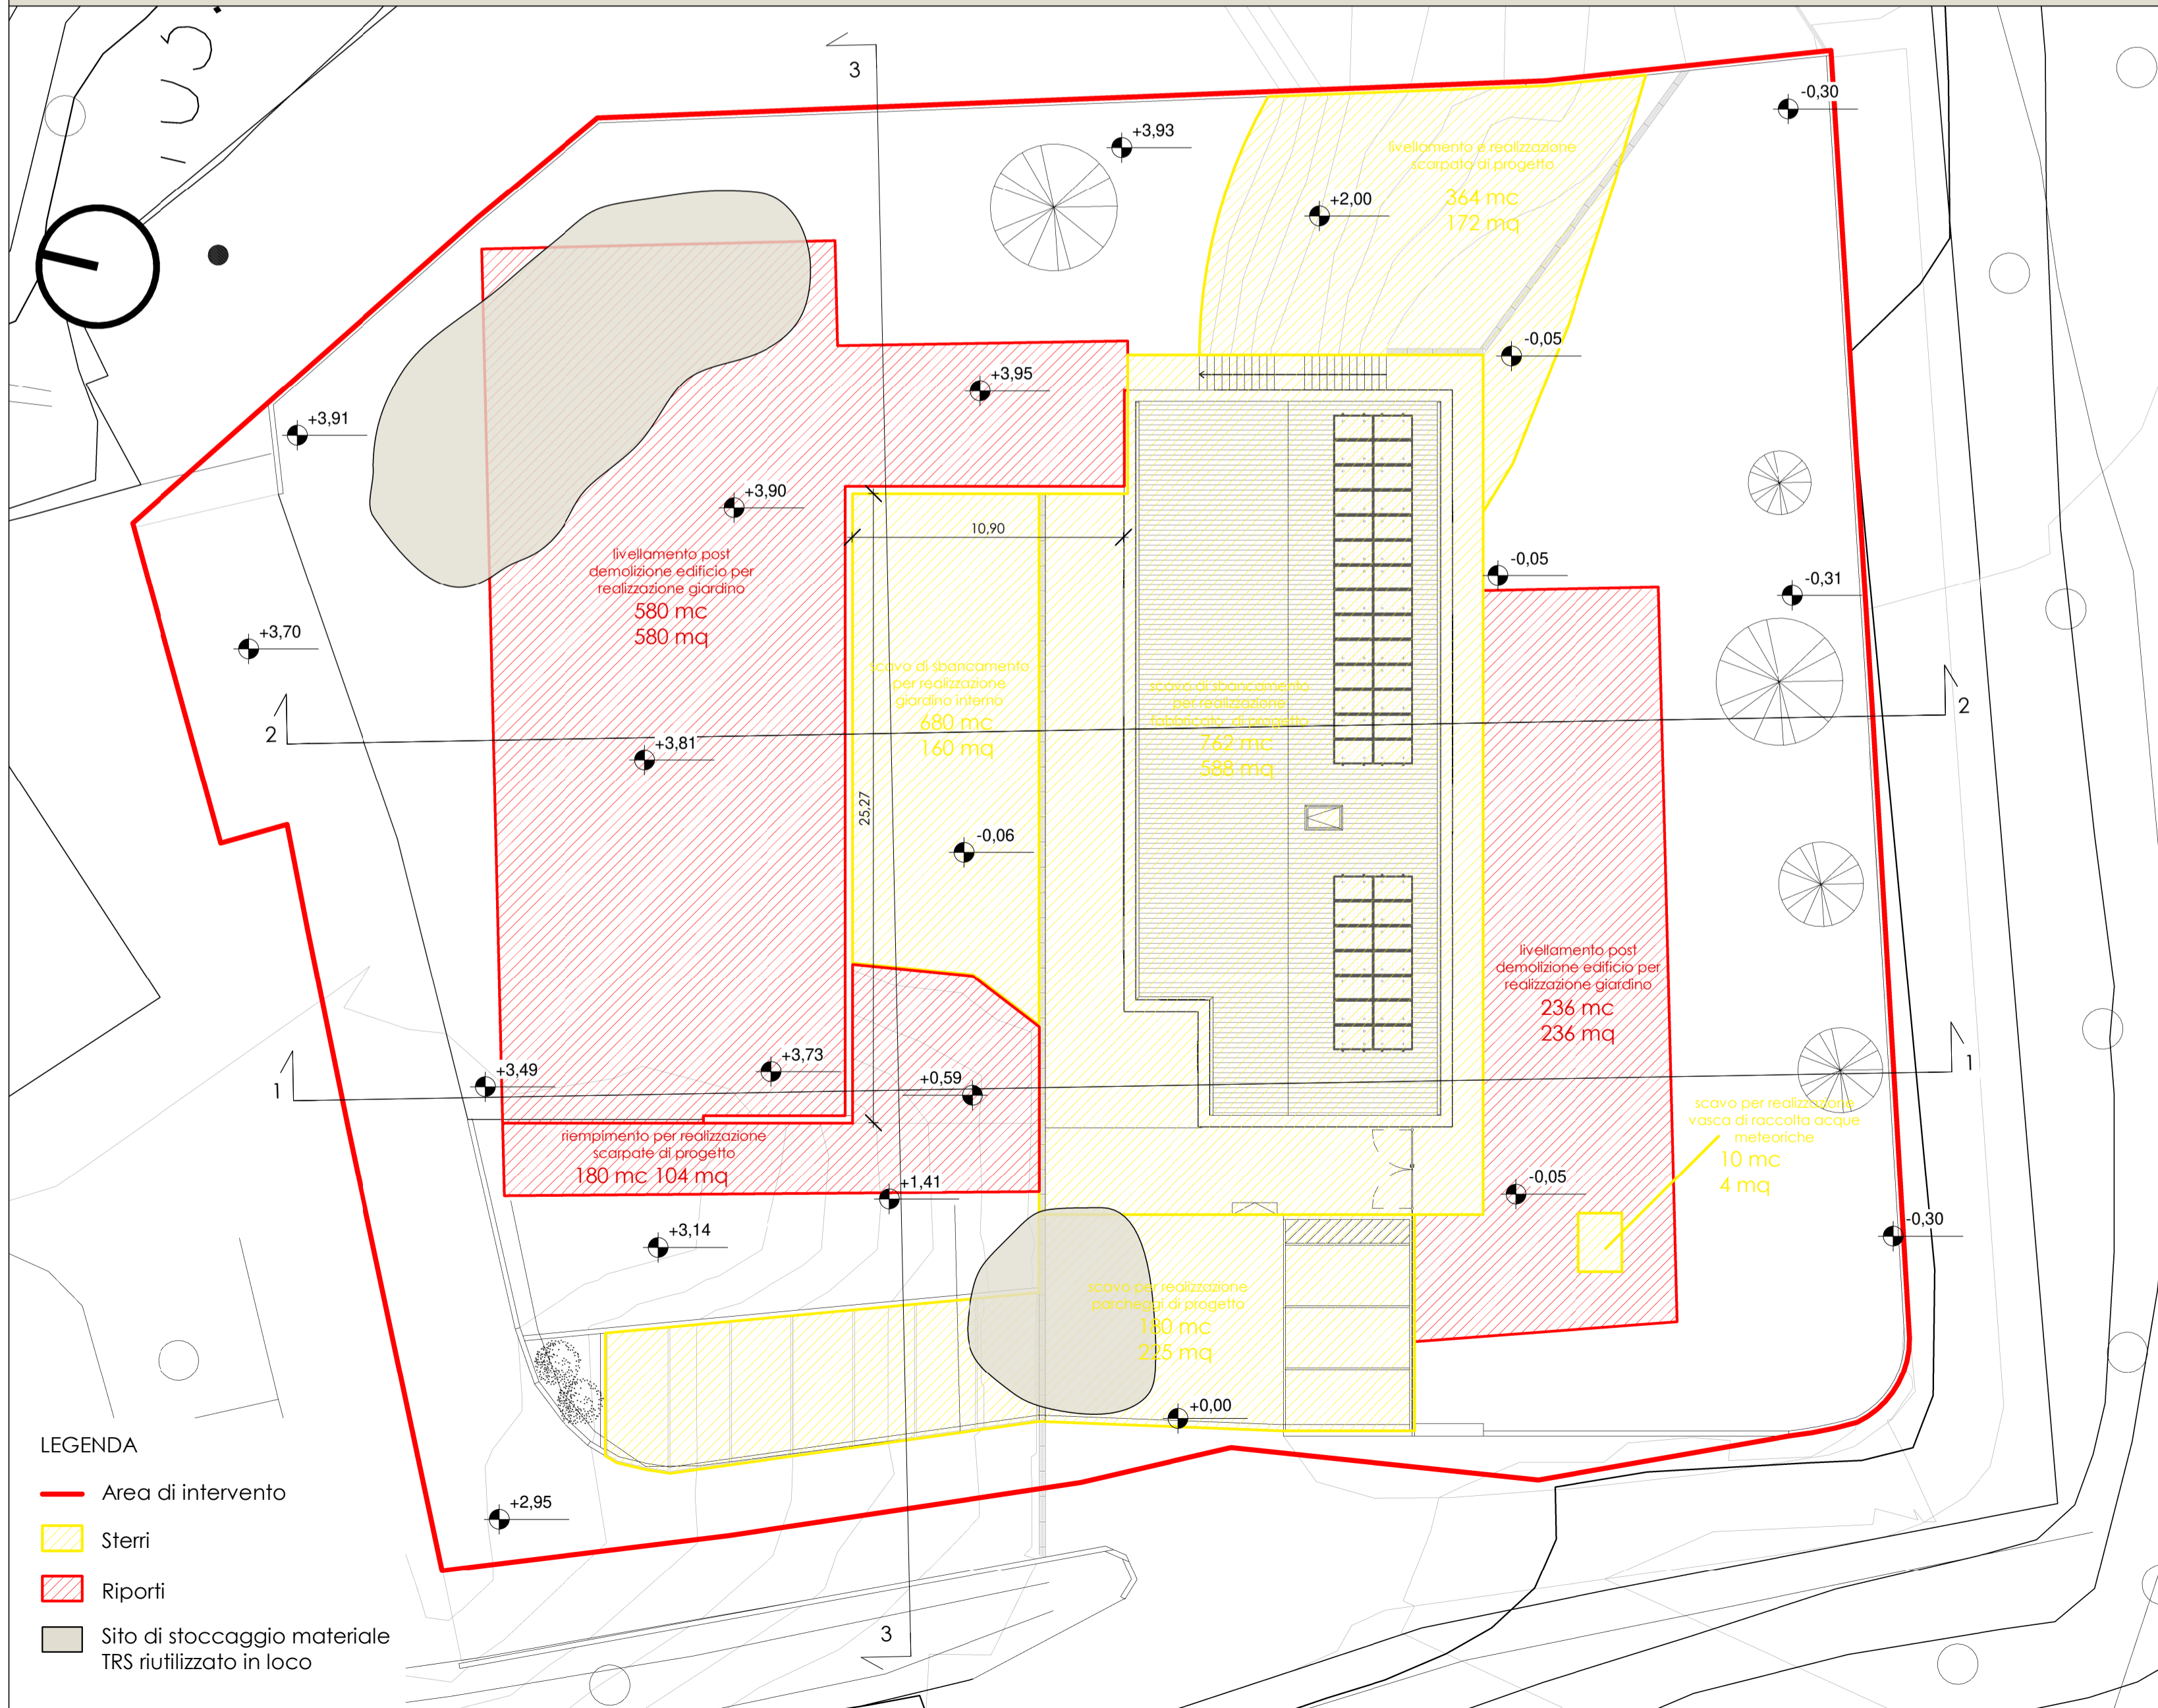 3
-0,30
+3,93
livellamento e realizzazione
scarpata di progetto
364 mc
172 mq
+2,00
-0,05
+3,95
+3,91
+3,90
10,90
livellamento post
demolizione edificio per
realizzazione giardino
580 mc
580 mq
-0,05
-0,31
+3,70
scavo di sbancamento
per realizzazione
giardino interno
680 mc
160 mq
scavo di sbancamento
per realizzazione
fabbricato di progetto
762 mc
588 mq
2
2
+3,81
25,27
-0,06
livellamento post
demolizione edificio per
realizzazione giardino
236 mc
236 mq
1
+3,49
+3,73
+0,59
1
scavo per realizzazione
vasca di raccolta acque
meteoriche
10 mc
4 mq
riempimento per realizzazione
scarpate di progetto
180 mc 104 mq
+1,41
-0,05
+3,14
-0,30
scavo per realizzazione
parcheggi di progetto
180 mc
225 mq
+0,00
LEGENDA
Area di intervento
Sterri
Riporti
Sito di stoccaggio materiale
TRS riutilizzato in loco
+2,95
3